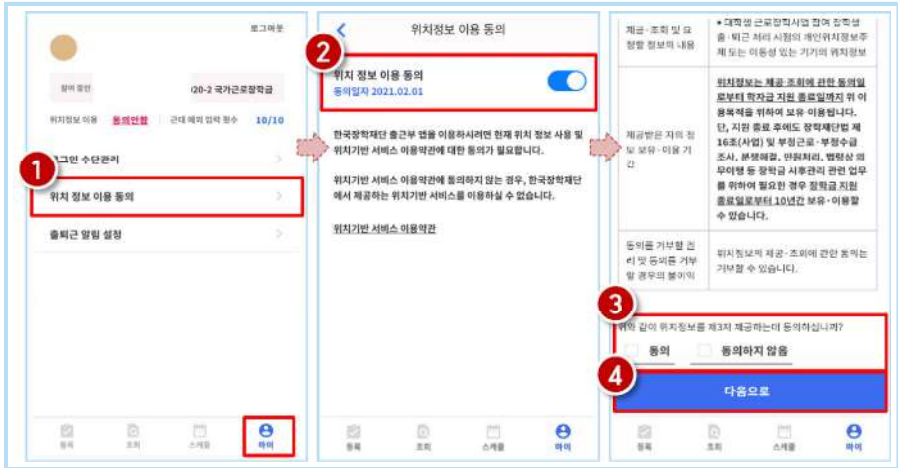 로그아웃
참여 중인
)20-2 국가근로장학금
위치정보 이용 동의안함 근태 예외 입력 횟수 10/10
1
그인 수단관리
위치 정보 이용 동의
출퇴근 알림 설정
등록 조회 스케줄 마이
위치정보 이용 동의
2
위치 정보 이용 동의
동의일자 2021.02.01
한국장학재단 출근부 앱을 이용하시려면 현재 위치 정보 사용 및
위치기반 서비스 이용약관에 대한 동의가 필요합니다.
위치기반 서비스 이용약관에 동의하지 않는 경우, 한국장학재단
에서 제공하는 위치기반 서비스를 이용하실 수 없습니다.
위치기반 서비스 이용약관
등록 조회 스케줄 마이
제공·조회 및 요
청할 정보의 내용
• 대학생 근로장학사업 참여 장학생
출·퇴근 처리 시점의 개인위치정보주
체 또는 이동성 있는 기기의 위치정보
제공받은 자의 정
보 보유·이용 기
간
위치정보는 제공·조회에 관한 동의일
로부터 학자금 지원 종료일까지 위 이
용목적을 위하여 보유·이용됩니다.
단, 지원 종료 후에도 장학재단법 제
16조(사업) 및 부정근로·부정수급
조사, 분쟁해결, 민원처리, 법령상 의
무이행 등 장학금 사후관리 관련 업무
를 위하여 필요한 경우 장학금 지원
종료일로부터 10년간 보유·이용할
수 있습니다.
동의를 거부할 권
리 및 동의를 거부
할 경우의 불이익
위치정보의 제공·조회에 관한 동의는
거부할 수 있습니다.
3
위와 같이 위치정보를 제3자 제공하는데 동의하십니까?
동의 동의하지 않음
4
다음으로
등록 조회 스케줄 마이